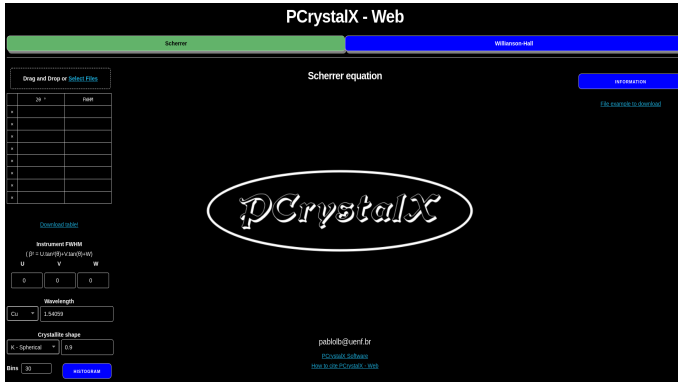 PCrystalX - Web
Scherrer
Willianson-Hall
Drag and Drop or Select Files
Scherrer equation
INFORMATION
2θ °
FWHM
File example to download
x
x
x
x
x
x
x
x
PCrystalX
Download table!
Instrument FWHM
( β² = U.tan²(θ)+V.tan(θ)+W)
U V W
0 0 0
Wavelength
Cu 1.54059
Crystallite shape
K - Spherical 0.9
Bins 30 HISTOGRAM
pablolb@uenf.br
PCrystalX Software
How to cite PCrystalX - Web